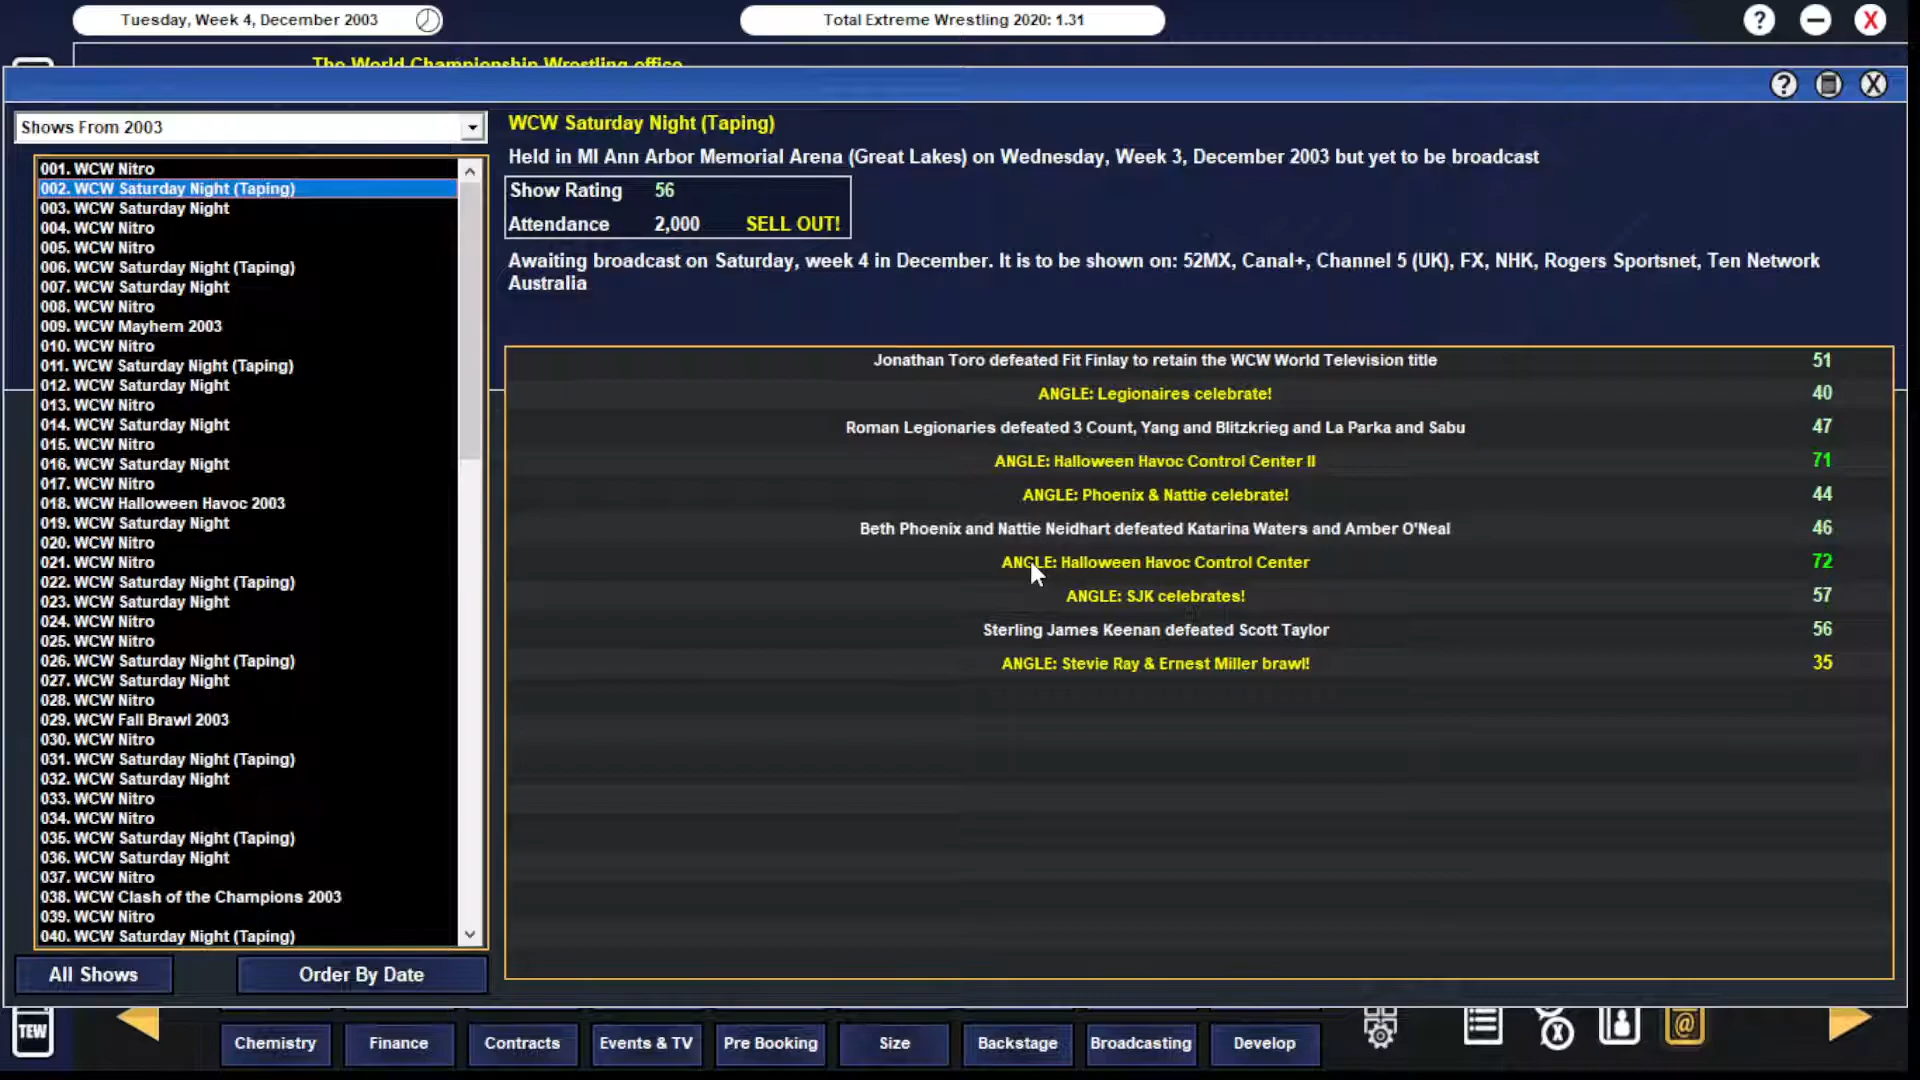 Tuesday, Week 4, December 2003
Total Extreme Wrestling 2020: 1.31
?
X
The World Championship Wrestling office
?
X
Shows From 2003
001. WCW Nitro
002. WCW Saturday Night (Taping)
003. WCW Saturday Night
004. WCW Nitro
005. WCW Nitro
006. WCW Saturday Night (Taping)
007. WCW Saturday Night
008. WCW Nitro
009. WCW Mayhem 2003
010. WCW Nitro
011. WCW Saturday Night (Taping)
012. WCW Saturday Night
013. WCW Nitro
014. WCW Saturday Night
015. WCW Nitro
016. WCW Saturday Night
017. WCW Nitro
018. WCW Halloween Havoc 2003
019. WCW Saturday Night
020. WCW Nitro
021. WCW Nitro
022. WCW Saturday Night (Taping)
023. WCW Saturday Night
024. WCW Nitro
025. WCW Nitro
026. WCW Saturday Night (Taping)
027. WCW Saturday Night
028. WCW Nitro
029. WCW Fall Brawl 2003
030. WCW Nitro
031. WCW Saturday Night (Taping)
032. WCW Saturday Night
033. WCW Nitro
034. WCW Nitro
035. WCW Saturday Night (Taping)
036. WCW Saturday Night
037. WCW Nitro
038. WCW Clash of the Champions 2003
039. WCW Nitro
040. WCW Saturday Night (Taping)
All Shows
Order By Date
WCW Saturday Night (Taping)
Held in MI Ann Arbor Memorial Arena (Great Lakes) on Wednesday, Week 3, December 2003 but yet to be broadcast
Show Rating 56
Attendance 2,000 SELL OUT!
Awaiting broadcast on Saturday, week 4 in December. It is to be shown on: 52MX, Canal+, Channel 5 (UK), FX, NHK, Rogers Sportsnet, Ten Network
Australia
Jonathan Toro defeated Fit Finlay to retain the WCW World Television title 51
ANGLE: Legionaires celebrate! 40
Roman Legionaries defeated 3 Count, Yang and Blitzkrieg and La Parka and Sabu 47
ANGLE: Halloween Havoc Control Center II 71
ANGLE: Phoenix & Nattie celebrate! 44
Beth Phoenix and Nattie Neidhart defeated Katarina Waters and Amber O'Neal 46
ANGLE: Halloween Havoc Control Center 72
ANGLE: SJK celebrates! 57
Sterling James Keenan defeated Scott Taylor 56
ANGLE: Stevie Ray & Ernest Miller brawl! 35
TEW
Chemistry
Finance
Contracts
Events & TV
Pre Booking
Size
Backstage
Broadcasting
Develop
X
@